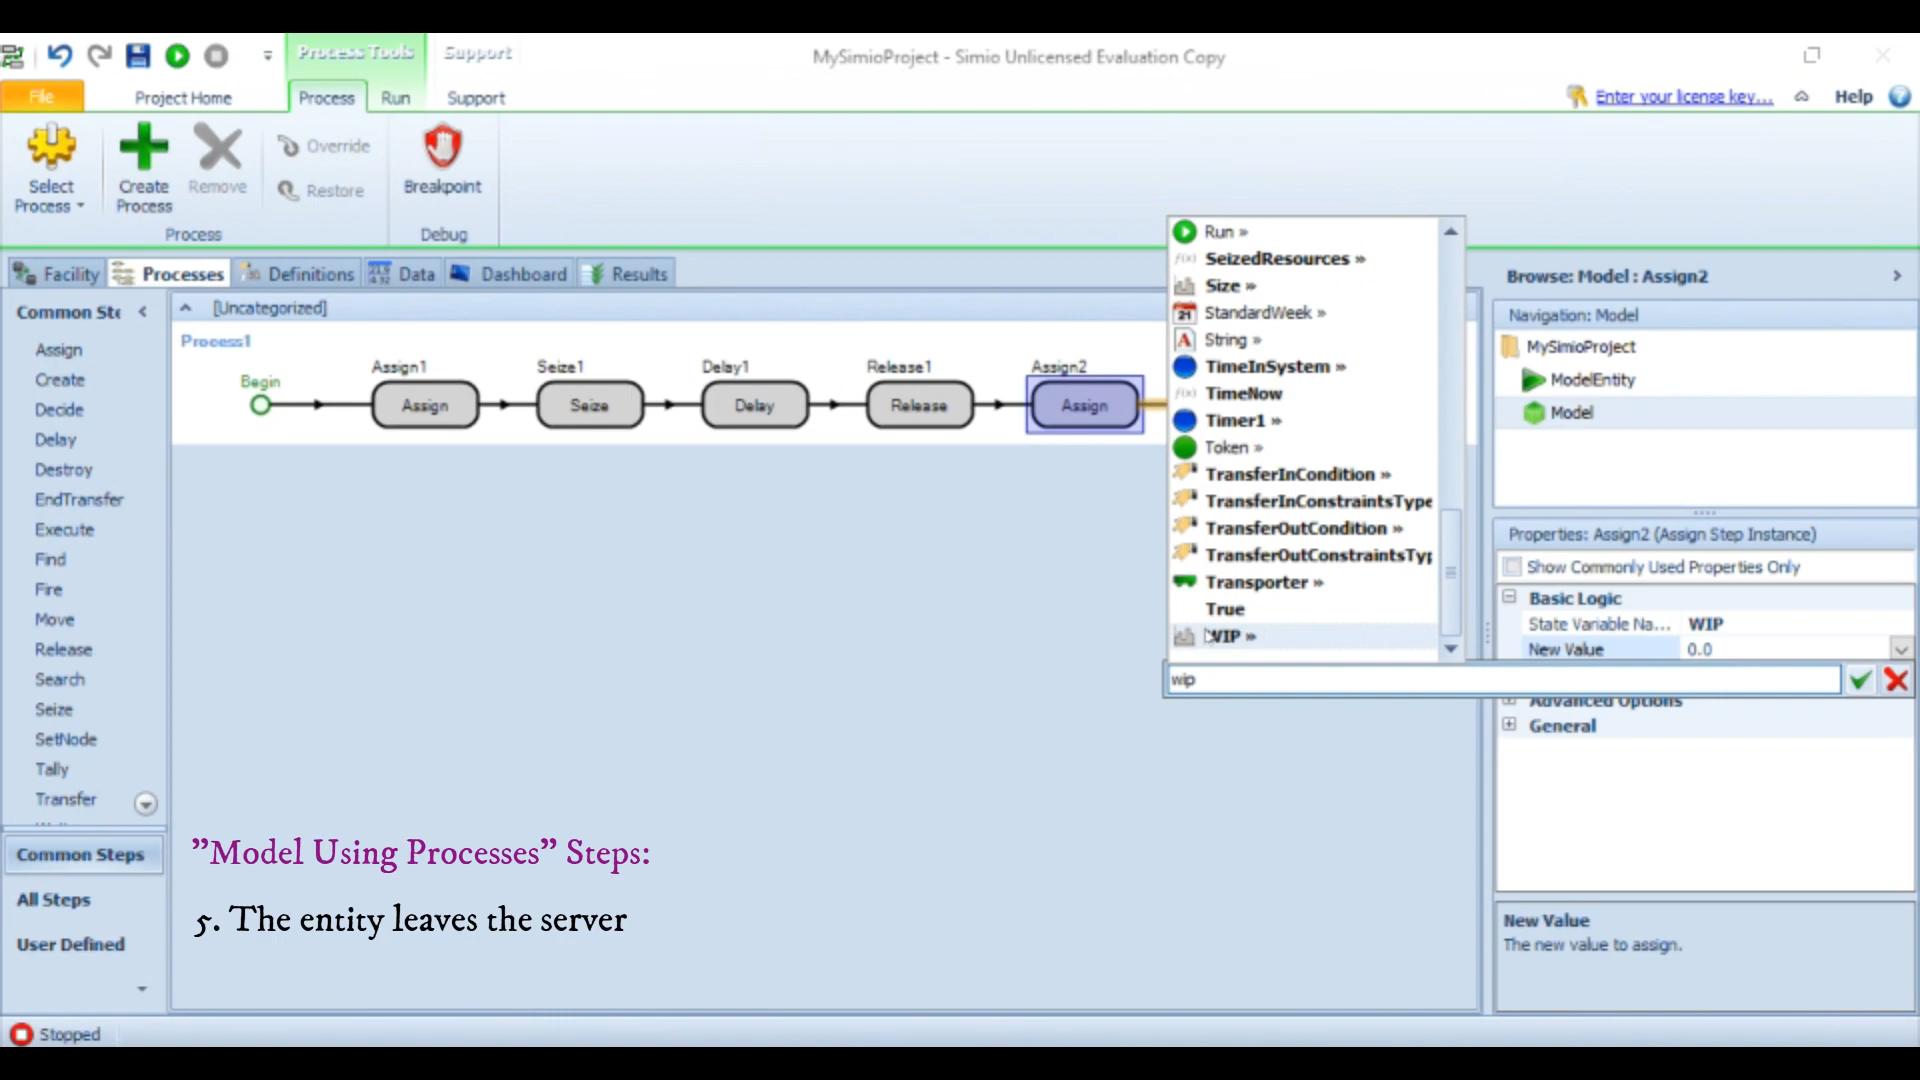 Process Tools
Support
MySimioProject - Simio Unlicensed Evaluation Copy
File
Project Home
Process
Run
Support
Enter your license key...
Help
Select Process
Create Process
Remove
Override
Restore
Breakpoint
Process
Debug
Facility
Processes
Definitions
Data
Dashboard
Results
Common Ste
[Uncategorized]
Process1
Assign
Create
Decide
Delay
Destroy
EndTransfer
Execute
Find
Fire
Move
Release
Search
Seize
SetNode
Tally
Transfer
Common Steps
All Steps
User Defined
Begin
Assign1
Assign
Seize1
Seize
Delay1
Delay
Release1
Release
Assign2
Assign
Run »
SeizedResources »
Size »
StandardWeek »
String »
TimeInSystem »
TimeNow
Timer1 »
Token »
TransferInCondition »
TransferInConstraintsType
TransferOutCondition »
TransferOutConstraintsTyp
Transporter »
True
WIP »
wip
Browse: Model : Assign2
Navigation: Model
MySimioProject
ModelEntity
Model
Properties: Assign2 (Assign Step Instance)
Show Commonly Used Properties Only
Basic Logic
State Variable Na... WIP
New Value 0.0
Advanced Options
General
New Value
The new value to assign.
"Model Using Processes" Steps:
5. The entity leaves the server
Stopped